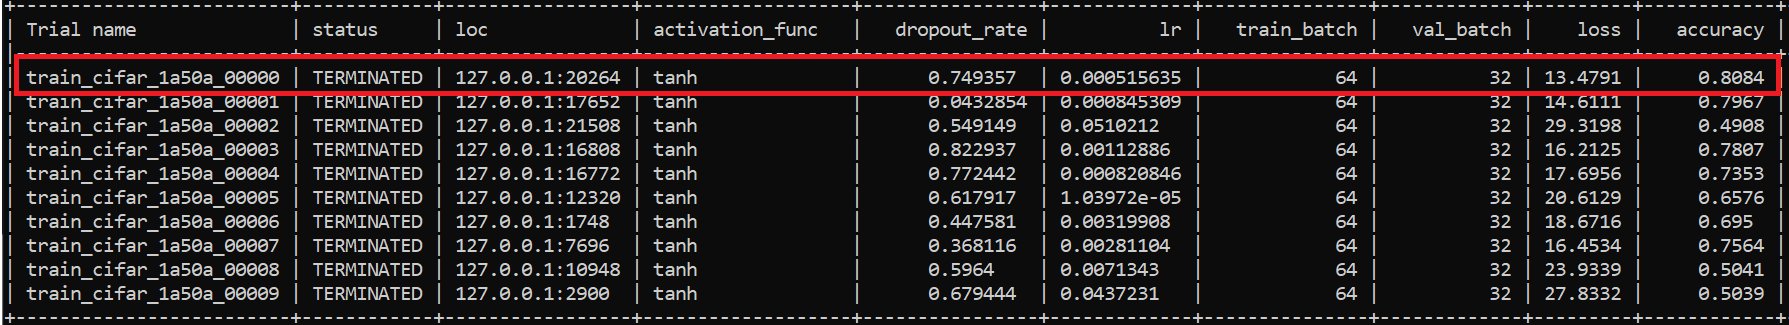 | Trial name | status | loc | activation_func | dropout_rate | lr | train_batch | val_batch | loss | accuracy |
| train_cifar_1a50a_00000 | TERMINATED | 127.0.0.1:20264 | tanh | 0.749357 | 0.000515635 | 64 | 32 | 13.4791 | 0.8084 |
| train_cifar_1a50a_00001 | TERMINATED | 127.0.0.1:17652 | tanh | 0.0432854 | 0.000845309 | 64 | 32 | 14.6111 | 0.7967 |
| train_cifar_1a50a_00002 | TERMINATED | 127.0.0.1:21508 | tanh | 0.549149 | 0.0510212 | 64 | 32 | 29.3198 | 0.4908 |
| train_cifar_1a50a_00003 | TERMINATED | 127.0.0.1:16808 | tanh | 0.822937 | 0.00112886 | 64 | 32 | 16.2125 | 0.7807 |
| train_cifar_1a50a_00004 | TERMINATED | 127.0.0.1:16772 | tanh | 0.772442 | 0.000820846 | 64 | 32 | 17.6956 | 0.7353 |
| train_cifar_1a50a_00005 | TERMINATED | 127.0.0.1:12320 | tanh | 0.617917 | 1.03972e-05 | 64 | 32 | 20.6129 | 0.6576 |
| train_cifar_1a50a_00006 | TERMINATED | 127.0.0.1:1748 | tanh | 0.447581 | 0.00319908 | 64 | 32 | 18.6716 | 0.695 |
| train_cifar_1a50a_00007 | TERMINATED | 127.0.0.1:7696 | tanh | 0.368116 | 0.00281104 | 64 | 32 | 16.4534 | 0.7564 |
| train_cifar_1a50a_00008 | TERMINATED | 127.0.0.1:10948 | tanh | 0.5964 | 0.0071343 | 64 | 32 | 23.9339 | 0.5041 |
| train_cifar_1a50a_00009 | TERMINATED | 127.0.0.1:2900 | tanh | 0.679444 | 0.0437231 | 64 | 32 | 27.8332 | 0.5039 |